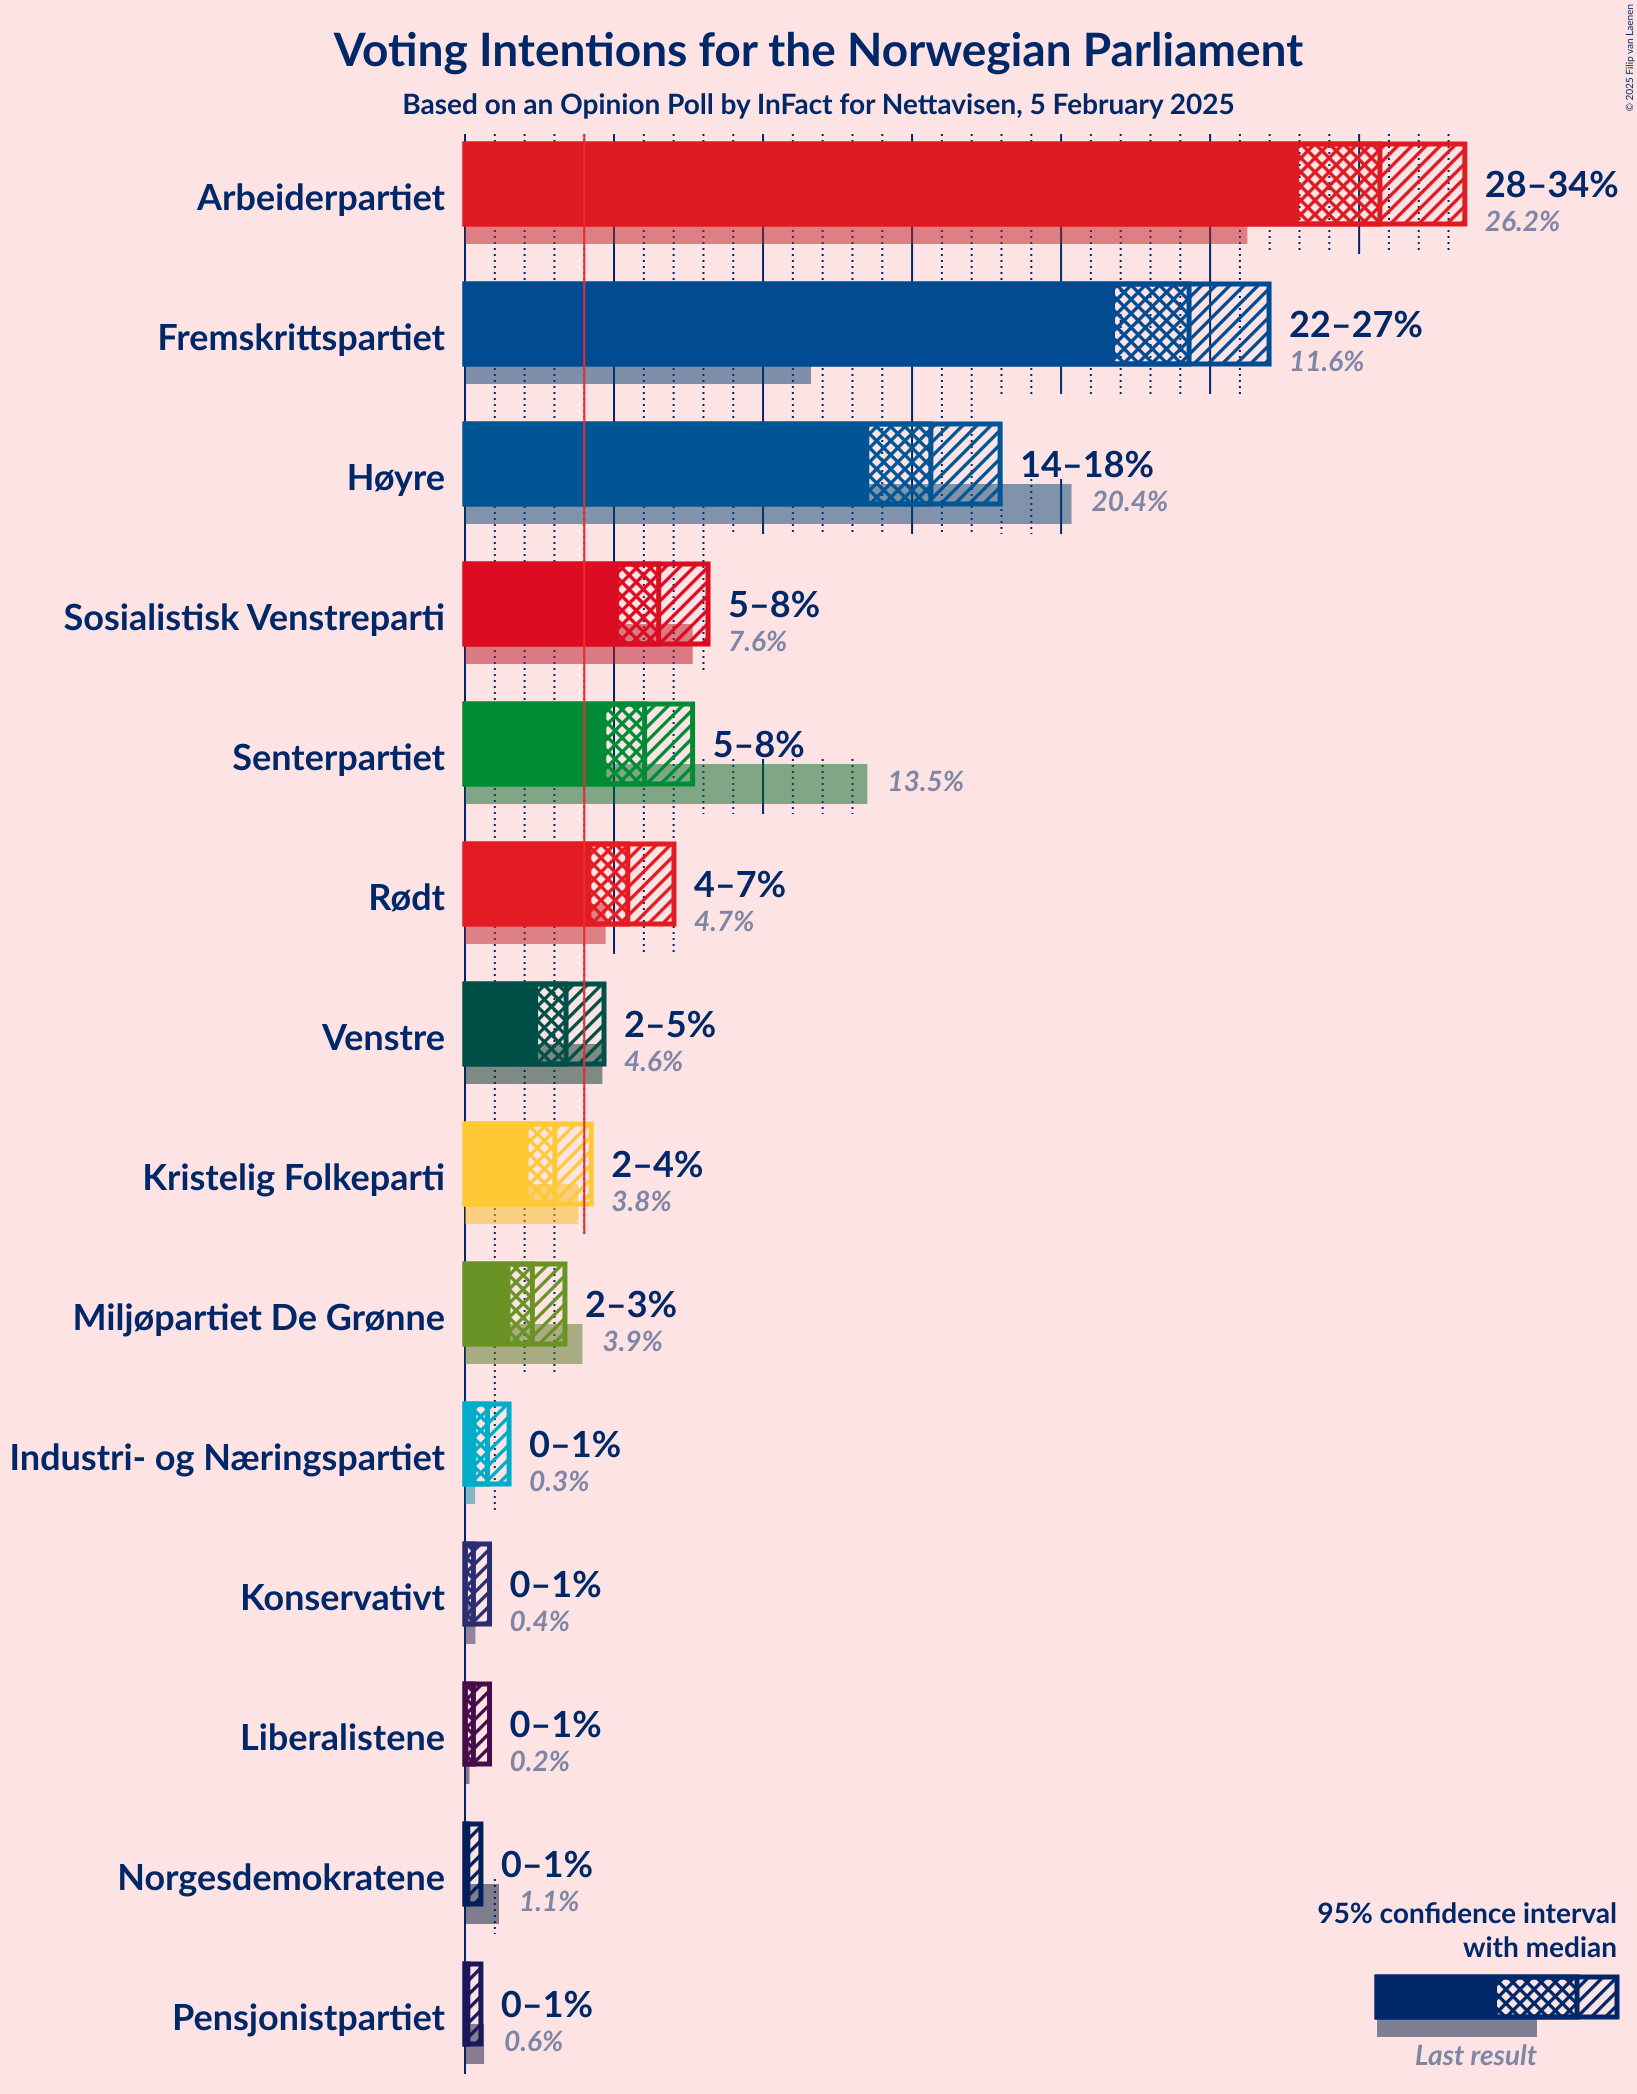 Voting Intentions for the Norwegian Parliament
Based on an Opinion Poll by InFact for Nettavisen, 5 February 2025
© 2025 Filip van Laenen
Arbeiderpartiet
28–34%
26.2%
Fremskrittspartiet
22–27%
11.6%
Høyre
14–18%
20.4%
Sosialistisk Venstreparti
5–8%
7.6%
Senterpartiet
5–8%
13.5%
Rødt
4–7%
4.7%
Venstre
2–5%
4.6%
Kristelig Folkeparti
2–4%
3.8%
Miljøpartiet De Grønne
2–3%
3.9%
Industri- og Næringspartiet
0–1%
0.3%
Konservativt
0–1%
0.4%
Liberalistene
0–1%
0.2%
Norgesdemokratene
0–1%
1.1%
Pensjonistpartiet
0–1%
0.6%
95% confidence interval
with median
Last result